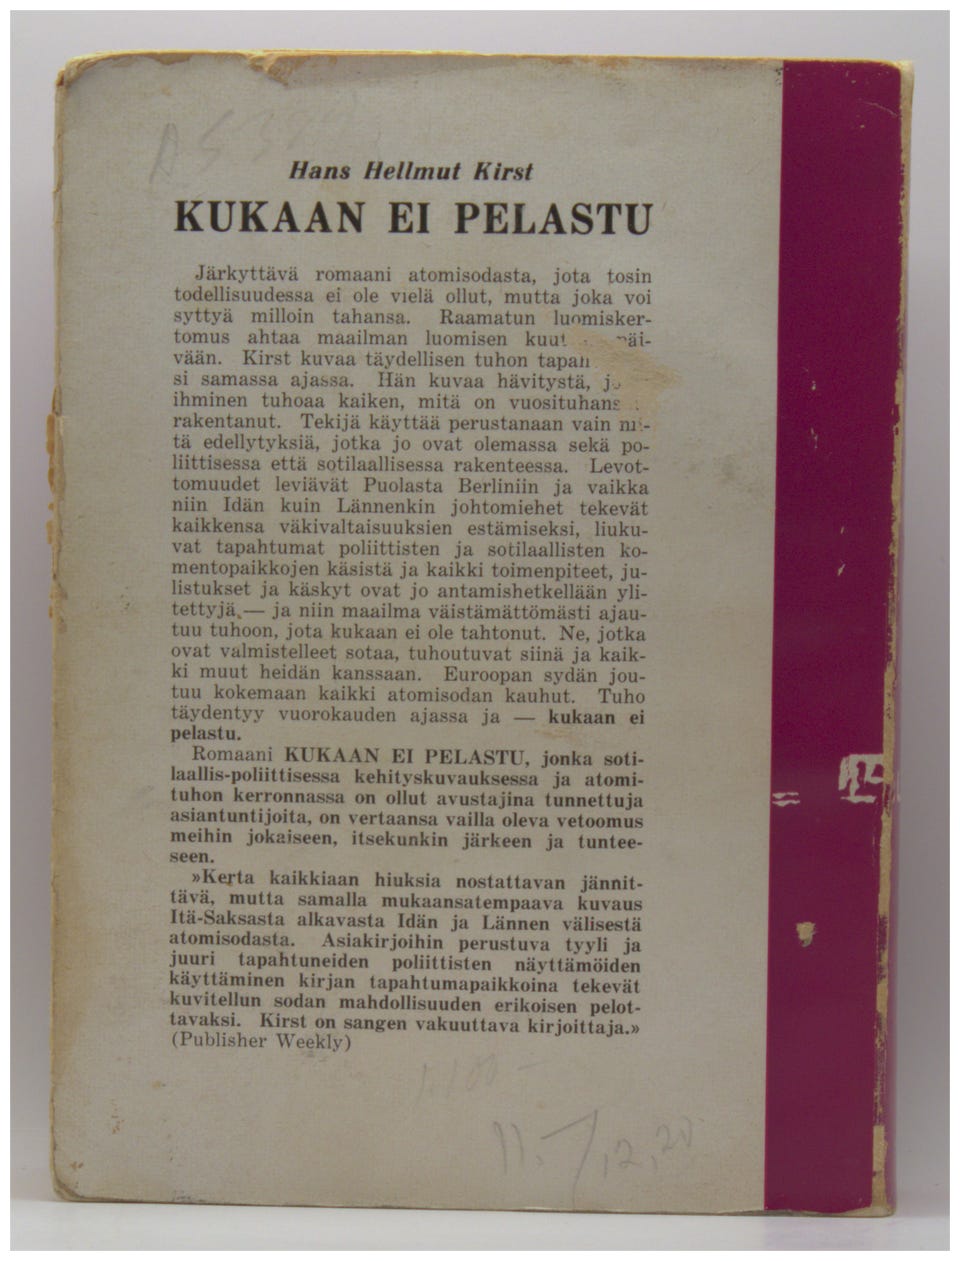 A 5
Hans Hellmut Kirst
KUKAAN EI PELASTU
Järkyttävä romaani atomisodasta, jota tosin
todellisuudessa ei ole vielä ollut, mutta joka voi
syttyä milloin tahansa. Raamatun luomisker-
tomus ahtaa maailman luomisen päi-
vään. Kirst kuvaa täydellisen tuhon
si samassa ajassa. Hän kuvaa hävitystä,
ihminen tuhoaa kaiken, mitä on
rakentanut. Tekijä käyttää perustanaan vain
tä edellytyksiä, jotka jo ovat olemassa sekä po-
liittisessa että sotilaallisessa rakenteessa. Levot-
tomuudet leviävät Puolasta Berliniin ja vaikka
niin Idän kuin Lännenkin johtomiehet tekevät
kaikkensa väkivaltaisuuksien estämiseksi, liuku-
vat tapahtumat poliittisten ja sotilaallisten ko-
mentopaikkojen käsistä ja kaikki toimenpiteet, ju-
listukset ja käskyt ovat jo antamishetkellään yli-
tettyjä, — ja niin maailma väistämättömästi ajau-
tuu tuhoon, jota kukaan ei ole tahtonut. Ne, jotka
ovat valmistelleet sotaa, tuhoutuvat siinä ja kaik-
ki muut heidän kanssaan. Euroopan sydän jou-
tuu kokemaan kaikki atomisodan kauhut. Tuho
täydentyy vuorokauden ajassa ja — kukaan ei
pelastu.
Romaani KUKAAN EI PELASTU, jonka soti-
laallis-poliittisessa kehityskuvauksessa ja atomi-
tuhon kerronnassa on ollut avustajina tunnettuja
asiantuntijoita, on vertaansa vailla oleva vetoomus
meihin jokaiseen, itsekunkin järkeen ja tuntee-
seen.
»Kerta kaikkiaan hiuksia nostattavan jännit-
tävä, mutta samalla mukaansatempaava kuvaus
Itä-Saksasta alkavasta Idän ja Lännen välisestä
atomisodasta. Asiakirjoihin perustuva tyyli ja
juuri tapahtuneiden poliittisten näyttämöiden
käyttäminen kirjan tapahtumapaikkoina tekevät
kuvitellun sodan mahdollisuuden erikoisen pelot-
tavaksi. Kirst on sangen vakuuttava kirjoittaja.»
(Publisher Weekly)